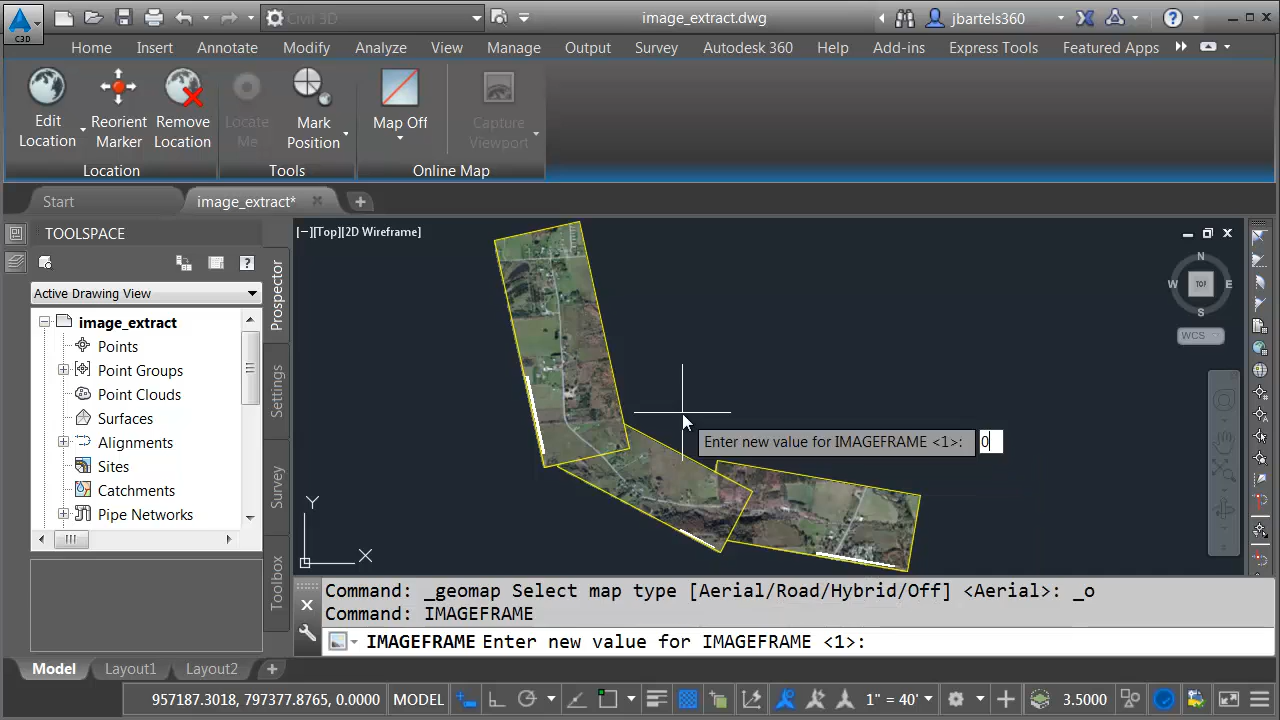 C3D
Civil 3D
image_extract.dwg
jbartels360
Home Insert Annotate Modify Analyze View Manage Output Survey Autodesk 360 Help Add-ins Express Tools Featured Apps
Edit Location
Reorient Marker
Remove Location
Locate Me
Mark Position
Map Off
Capture Viewport
Location Tools Online Map
Start image_extract*
TOOLSPACE
Active Drawing View
image_extract
Points
Point Groups
Point Clouds
Surfaces
Alignments
Sites
Catchments
Pipe Networks
Prospector
Settings
Survey
Toolbox
[−][Top][2D Wireframe]
N
W TOP E
S
WCS
Enter new value for IMAGEFRAME <1>: 0
Y
X
Command: _geomap Select map type [Aerial/Road/Hybrid/Off] <Aerial>: _o
Command: IMAGEFRAME
IMAGEFRAME Enter new value for IMAGEFRAME <1>:
Model Layout1 Layout2
957187.3018, 797377.8765, 0.0000 MODEL 1" = 40' 3.5000